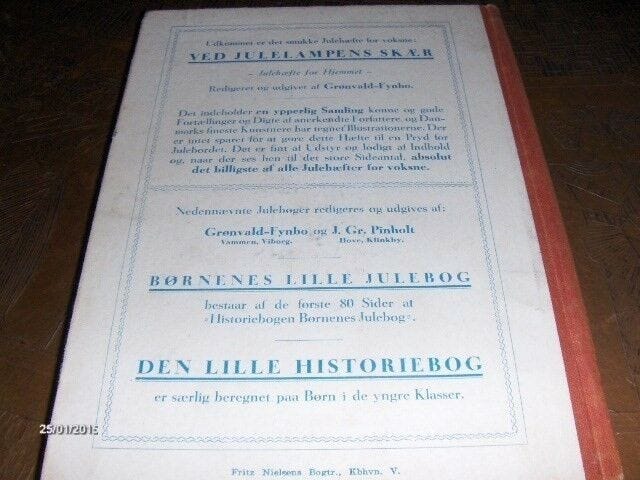 Udkommet er det smukke Julehæfte for voksne:
VED JULELAMPENS SKÆR
- Julehæfte for Hjemmet -
Redigeret og udgivet af Grønvald-Fynbo.
Det indeholder en ypperlig Samling kønne og gode
Fortællinger og Digte af anerkendte Forfattere, og Dan-
marks fineste Kunstnere har tegnet Illustrationerne. Der
er intet sparet for at gøre dette Hæfte til en Pryd for
Julebordet. Det er fint af Udstyr og lødigt af Indhold
og, naar der ses hen til det store Sideantal, absolut
det billigste af alle Julehæfter for voksne.
Nedennævnte Julebøger redigeres og udgives af:
Grønvald-Fynbo og J. Gr. Pinholt
Vammen, Viborg. Hove, Klinkby.
BØRNENES LILLE JULEBOG
bestaar af de første 80 Sider af
»Historiebogen Børnenes Julebog«.
DEN LILLE HISTORIEBOG
er særlig beregnet paa Børn i de yngre Klasser.
Fritz Nielsens Bogtr., Kbhvn. V.
25/01/2015